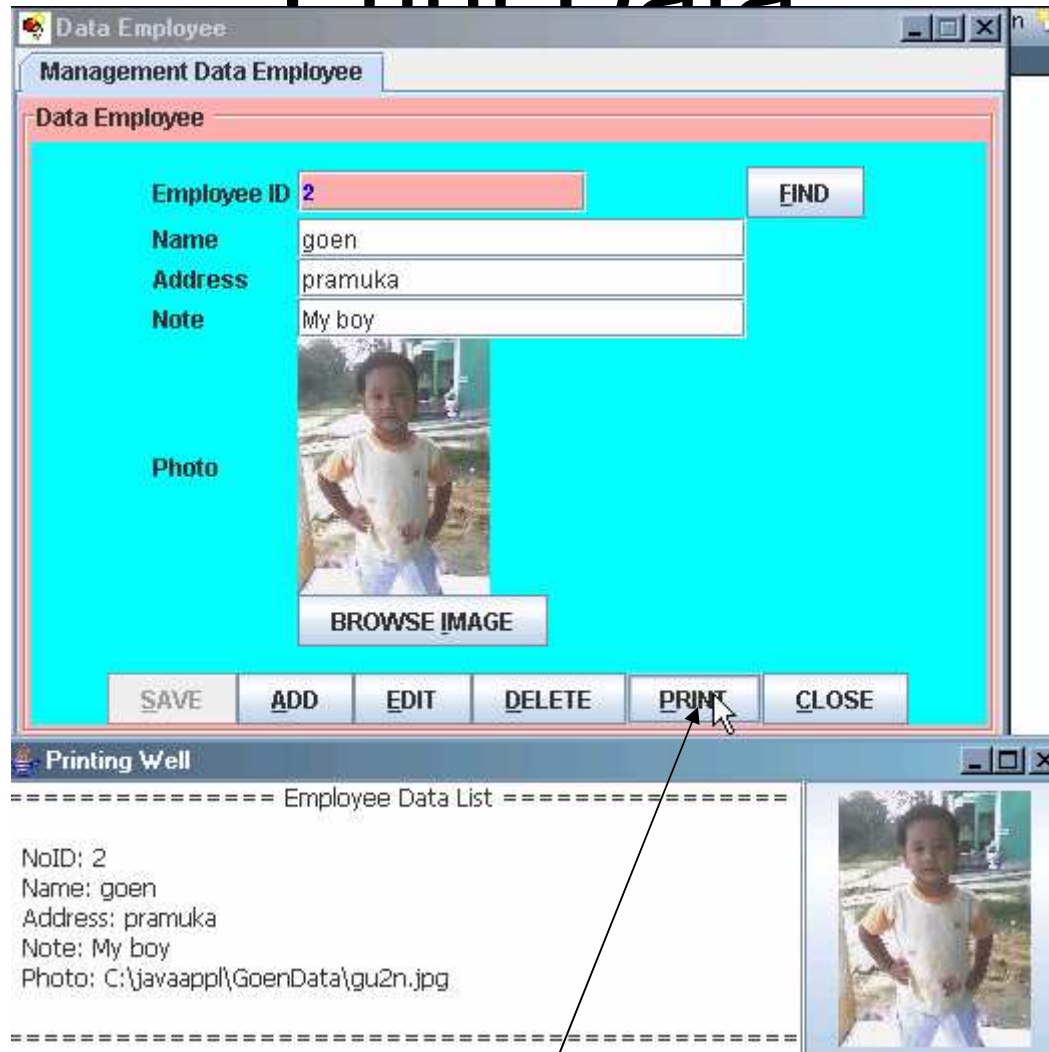 Print Data
Data Employee
n
Management Data Employee
Data Employee
Employee ID 2 FIND
Name goen
Address pramuka
Note My boy
Photo
BROWSE IMAGE
SAVE ADD EDIT DELETE PRINT CLOSE
Printing Well
=============== Employee Data List ================
NoID: 2
Name: goen
Address: pramuka
Note: My boy
Photo: C:\javaappl\GoenData\gu2n.jpg
=============================================